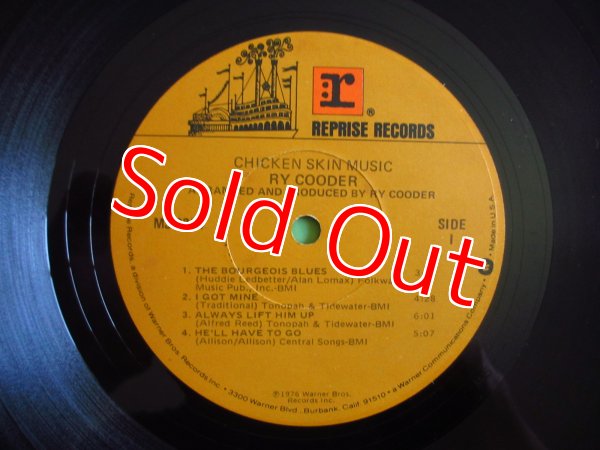 r
®
REPRISE RECORDS
CHICKEN SKIN MUSIC
RY COODER
AND PRODUCED BY RY COODER
SIDE
1
Sold Out
1. THE BOURGEOIS BLUES
(Huddie Ledbetter/Alan Lomax)
Music Pub., Inc.-BMI
2. I GOT MINE 4:28
(Traditional) Tonopah & Tidewater-BMI
3. ALWAYS LIFT HIM UP 6:01
(Alfred Reed) Tonopah & Tidewater-BMI
4. HE'LL HAVE TO GO 5:07
(Allison/Allison) Central Songs-BMI
℗1976 Warner Bros.
Records Inc.
Records, a division of Warner Bros. Records Inc. • 3300 Warner Blvd., Burbank, Calif. 91510 • a Warner Communications Company • Made in U.S.A.